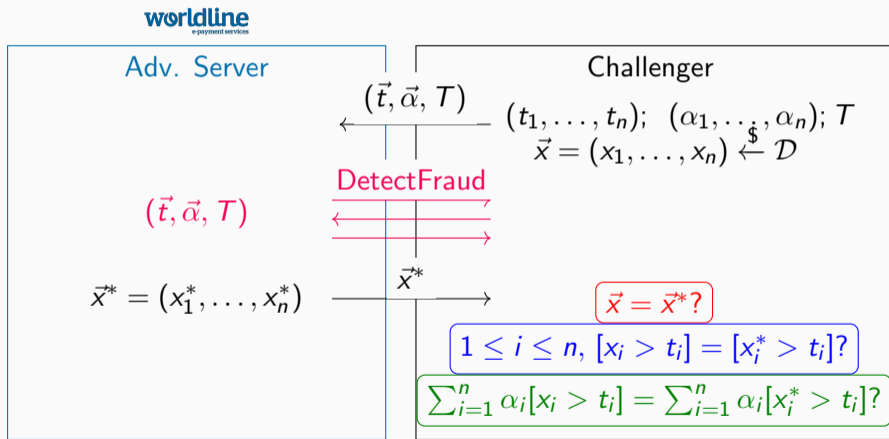 worldline
e-payment services
Adv. Server
Challenger
(t⃗, α⃗, T)
(t₁, . . . , tₙ); (α₁, . . . , αₙ); T
x⃗ = (x₁, . . . , xₙ) ←$ 𝒟
DetectFraud
(t⃗, α⃗, T)
x⃗*
x⃗* = (x₁*, . . . , xₙ*)
x⃗ = x⃗*?
1 ≤ i ≤ n, [xᵢ > tᵢ] = [xᵢ* > tᵢ]?
∑ⁿᵢ₌₁ αᵢ[xᵢ > tᵢ] = ∑ⁿᵢ₌₁ αᵢ[xᵢ* > tᵢ]?